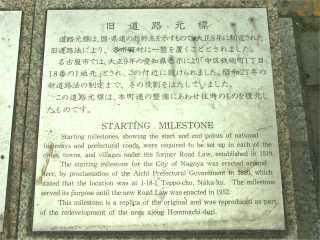 旧道路元標
道路元標は、国・県道の起終点を示すもので、大正8年に制定された
旧道路法により、各市町村に一箇を置くこととされました。
名古屋市では、大正9年の愛知県告示により「中区
18番の1地先」とされ、この付近に設けられました。昭和27年の
新道路法の制定まで、その役割をはたしていました。
この道路元標は、本町通の整備にあわせ往時のものを復元し
たものです。
STARTING MILESTONE
Starting milestones, showing the start and end points of national
highways and prefectural roads, were required to be set up in each of the
cities, towns, and villages under the former Road Law, established in 1919.
The starting milestone for the City of Nagoya was erected around
here, by proclamation of the Aichi Prefectural Government in 1920, which
stated that the location was at 1-18-1 Teppo-cho, Naka-ku. The milestone
served its purpose until the new Road Law was enacted in 1952.
This milestone is a replica of the original and was reproduced as part
of the redevelopment of the area along Honmachi-dori.